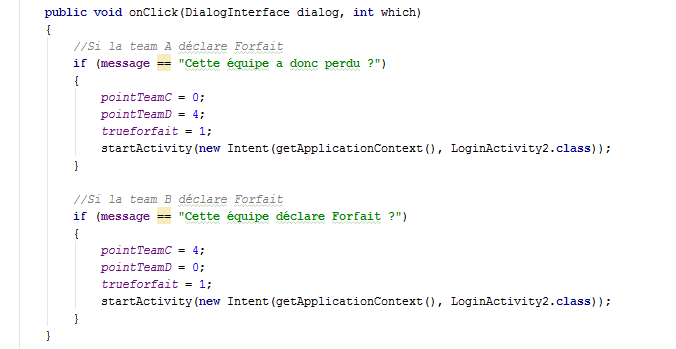 public void onClick(DialogInterface dialog, int which)
{
//Si la team A déclare Forfait
if (message == "Cette équipe a donc perdu ?")
{
pointTeamC = 0;
pointTeamD = 4;
trueforfait = 1;
startActivity(new Intent(getApplicationContext(), LoginActivity2.class));
}
//Si la team B déclare Forfait
if (message == "Cette équipe déclare Forfait ?")
{
pointTeamC = 4;
pointTeamD = 0;
trueforfait = 1;
startActivity(new Intent(getApplicationContext(), LoginActivity2.class));
}
}